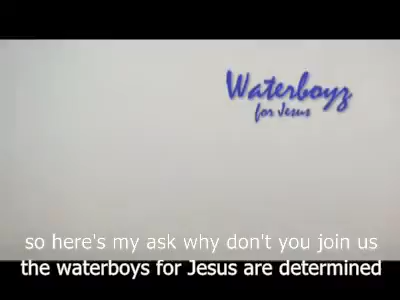 Waterboyz
for Jesus
so here's my ask why don't you join us
the waterboys for Jesus are determined